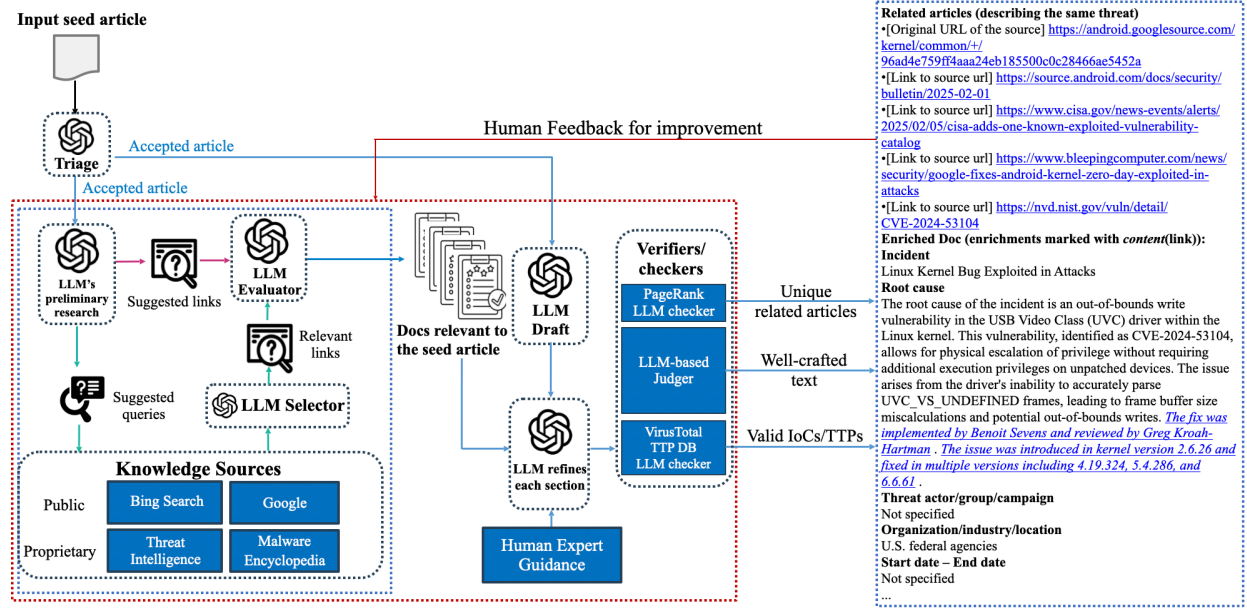 Input seed article
Triage
Accepted article
Accepted article
Human Feedback for improvement
LLM's
preliminary
research
Suggested links
LLM
Evaluator
Relevant
links
Suggested
queries
LLM Selector
Knowledge Sources
Public
Bing Search
Google
Proprietary
Threat
Intelligence
Malware
Encyclopedia
Docs relevant to
the seed article
LLM
Draft
LLM refines
each section
Human Expert
Guidance
Verifiers/
checkers
PageRank
LLM checker
LLM-based
Judger
VirusTotal
TTP DB
LLM checker
Unique
related articles
Well-crafted
text
Valid IoCs/TTPs
Related articles (describing the same threat)
•[Original URL of the source] https://android.googlesource.com/
kernel/common/+/
96ad4e759ff4aaa24eb185500c0c28466ae5452a
•[Link to source url] https://source.android.com/docs/security/
bulletin/2025-02-01
•[Link to source url] https://www.cisa.gov/news-events/alerts/
2025/02/05/cisa-adds-one-known-exploited-vulnerability-
catalog
•[Link to source url] https://www.bleepingcomputer.com/news/
security/google-fixes-android-kernel-zero-day-exploited-in-
attacks
•[Link to source url] https://nvd.nist.gov/vuln/detail/
CVE-2024-53104
Enriched Doc (enrichments marked with content(link)):
Incident
Linux Kernel Bug Exploited in Attacks
Root cause
The root cause of the incident is an out-of-bounds write
vulnerability in the USB Video Class (UVC) driver within the
Linux kernel. This vulnerability, identified as CVE-2024-53104,
allows for physical escalation of privilege without requiring
additional execution privileges on unpatched devices. The issue
arises from the driver's inability to accurately parse
UVC_VS_UNDEFINED frames, leading to frame buffer size
miscalculations and potential out-of-bounds writes. The fix was
implemented by Benoit Sevens and reviewed by Greg Kroah-
Hartman . The issue was introduced in kernel version 2.6.26 and
fixed in multiple versions including 4.19.324, 5.4.286, and
6.6.61 .
Threat actor/group/campaign
Not specified
Organization/industry/location
U.S. federal agencies
Start date – End date
Not specified
...